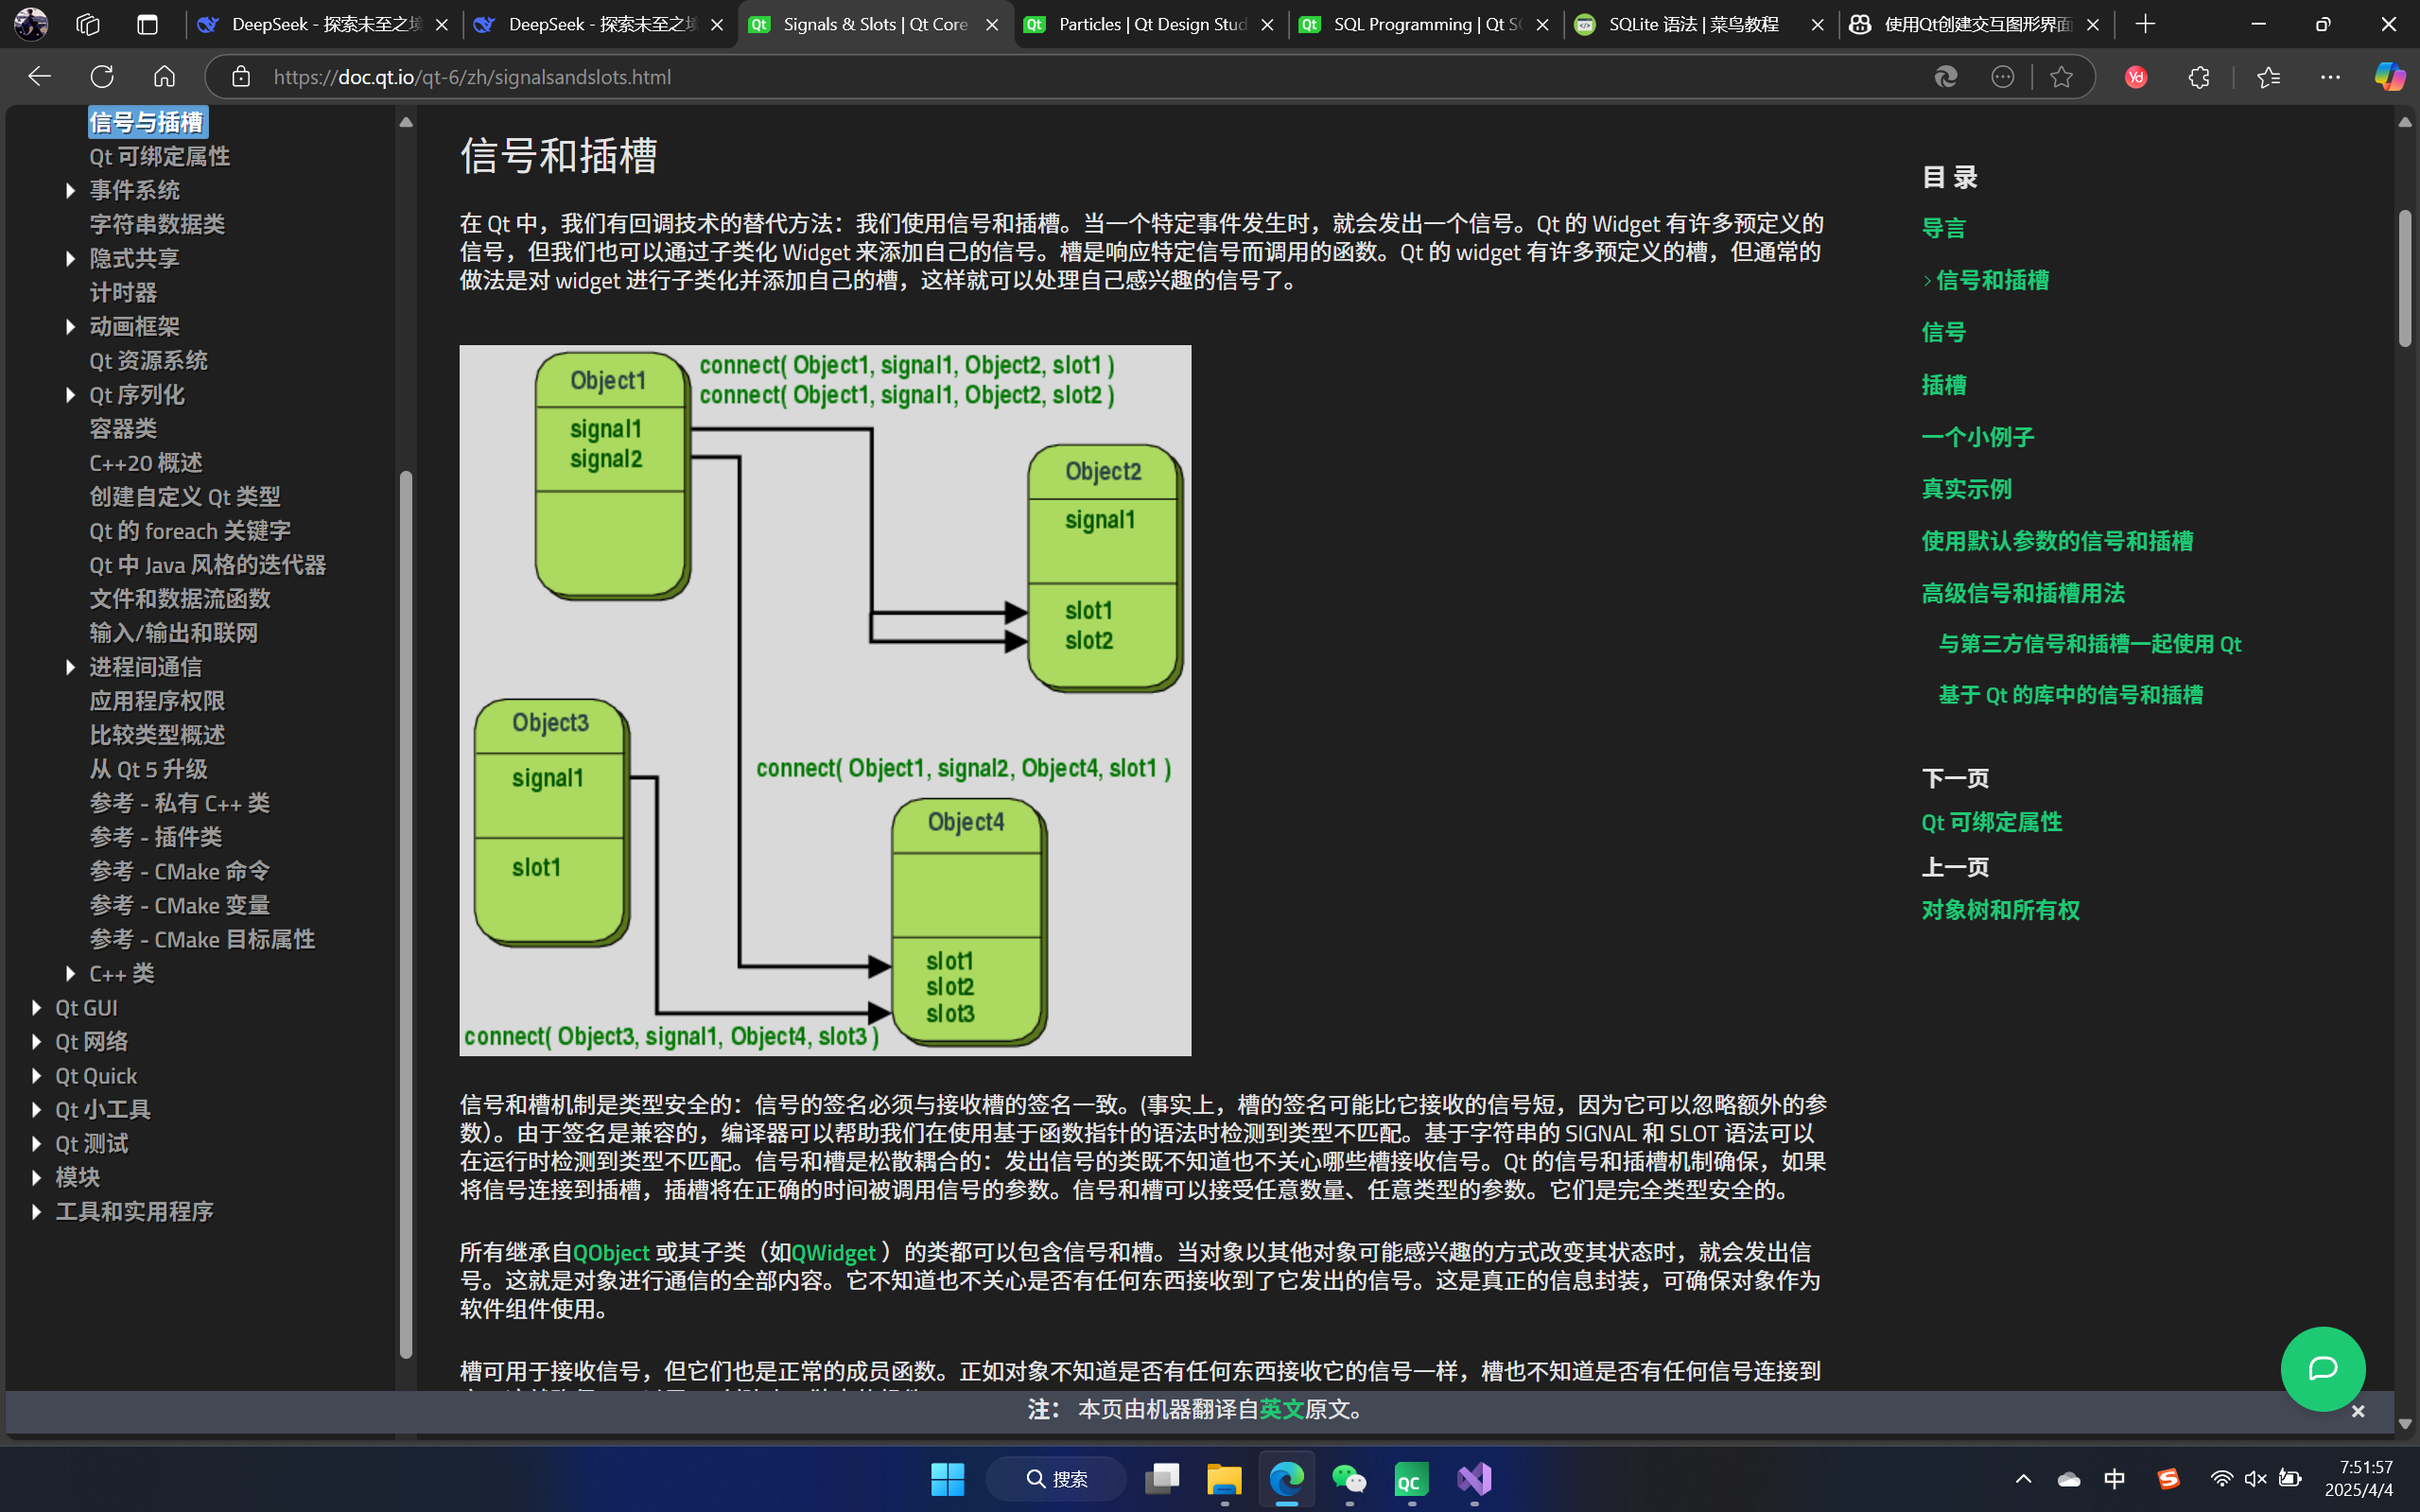 DeepSeek - 探索未至之境
DeepSeek - 探索未至之境
Signals & Slots | Qt Core
Particles | Qt Design Stud
SQL Programming | Qt SQ
SQLite 语法 | 菜鸟教程
使用Qt创建交互图形界面
https://doc.qt.io/qt-6/zh/signalsandslots.html
信号与插槽
Qt 可绑定属性
事件系统
字符串数据类
隐式共享
计时器
动画框架
Qt 资源系统
Qt 序列化
容器类
C++20 概述
创建自定义 Qt 类型
Qt 的 foreach 关键字
Qt 中 Java 风格的迭代器
文件和数据流函数
输入/输出和联网
进程间通信
应用程序权限
比较类型概述
从 Qt 5 升级
参考 - 私有 C++ 类
参考 - 插件类
参考 - CMake 命令
参考 - CMake 变量
参考 - CMake 目标属性
C++ 类
Qt GUI
Qt 网络
Qt Quick
Qt 小工具
Qt 测试
模块
工具和实用程序
信号和插槽
在 Qt 中，我们有回调技术的替代方法：我们使用信号和插槽。当一个特定事件发生时，就会发出一个信号。Qt 的 Widget 有许多预定义的
信号，但我们也可以通过子类化 Widget 来添加自己的信号。槽是响应特定信号而调用的函数。Qt 的 widget 有许多预定义的槽，但通常的
做法是对 widget 进行子类化并添加自己的槽，这样就可以处理自己感兴趣的信号了。
Object1
signal1
signal2
connect( Object1, signal1, Object2, slot1 )
connect( Object1, signal1, Object2, slot2 )
Object2
signal1
slot1
slot2
Object3
signal1
slot1
connect( Object1, signal2, Object4, slot1 )
Object4
slot1
slot2
slot3
connect( Object3, signal1, Object4, slot3 )
信号和槽机制是类型安全的：信号的签名必须与接收槽的签名一致。(事实上，槽的签名可能比它接收的信号短，因为它可以忽略额外的参
数）。由于签名是兼容的，编译器可以帮助我们在使用基于函数指针的语法时检测到类型不匹配。基于字符串的 SIGNAL 和 SLOT 语法可以
在运行时检测到类型不匹配。信号和槽是松散耦合的：发出信号的类既不知道也不关心哪些槽接收信号。Qt 的信号和插槽机制确保，如果
将信号连接到插槽，插槽将在正确的时间被调用信号的参数。信号和槽可以接受任意数量、任意类型的参数。它们是完全类型安全的。
所有继承自QObject 或其子类（如QWidget ）的类都可以包含信号和槽。当对象以其他对象可能感兴趣的方式改变其状态时，就会发出信
号。这就是对象进行通信的全部内容。它不知道也不关心是否有任何东西接收到了它发出的信号。这是真正的信息封装，可确保对象作为
软件组件使用。
槽可用于接收信号，但它们也是正常的成员函数。正如对象不知道是否有任何东西接收它的信号一样，槽也不知道是否有任何信号连接到
目 录
导言
信号和插槽
信号
插槽
一个小例子
真实示例
使用默认参数的信号和插槽
高级信号和插槽用法
与第三方信号和插槽一起使用 Qt
基于 Qt 的库中的信号和插槽
下一页
Qt 可绑定属性
上一页
对象树和所有权
注： 本页由机器翻译自英文原文。
搜索
QC
中
7:51:57
2025/4/4